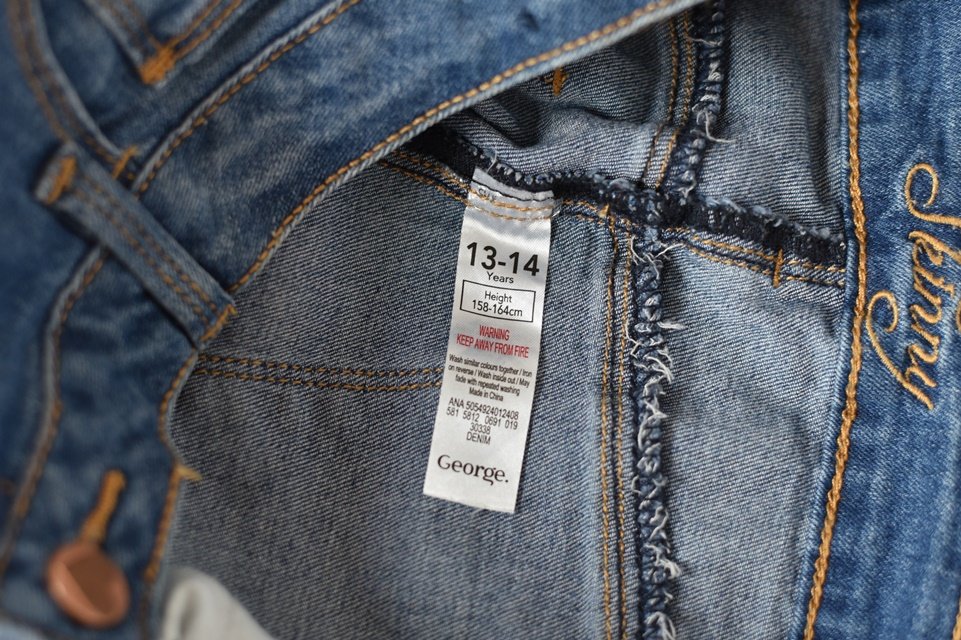 13-14
Years
Height
158-164cm
WARNING
KEEP AWAY FROM FIRE
Wash similar colours together / Iron
on reverse / Wash inside out / May
fade with repeated washing
Made in China
ANA 5054924012408
581 5812 0691 019
30338
DENIM
George.
Skinny